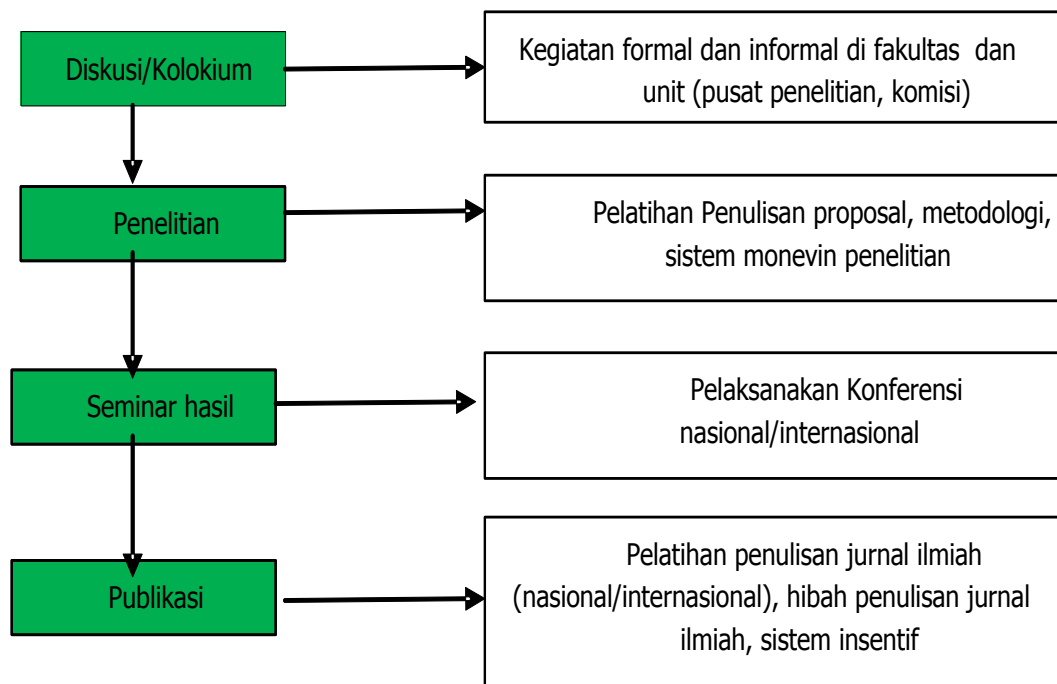 Diskusi/Kolokium
Kegiatan formal dan informal di fakultas dan
unit (pusat penelitian, komisi)
Penelitian
Pelatihan Penulisan proposal, metodologi,
sistem monevin penelitian
Seminar hasil
Pelaksanakan Konferensi
nasional/internasional
Publikasi
Pelatihan penulisan jurnal ilmiah
(nasional/internasional), hibah penulisan jurnal
ilmiah, sistem insentif